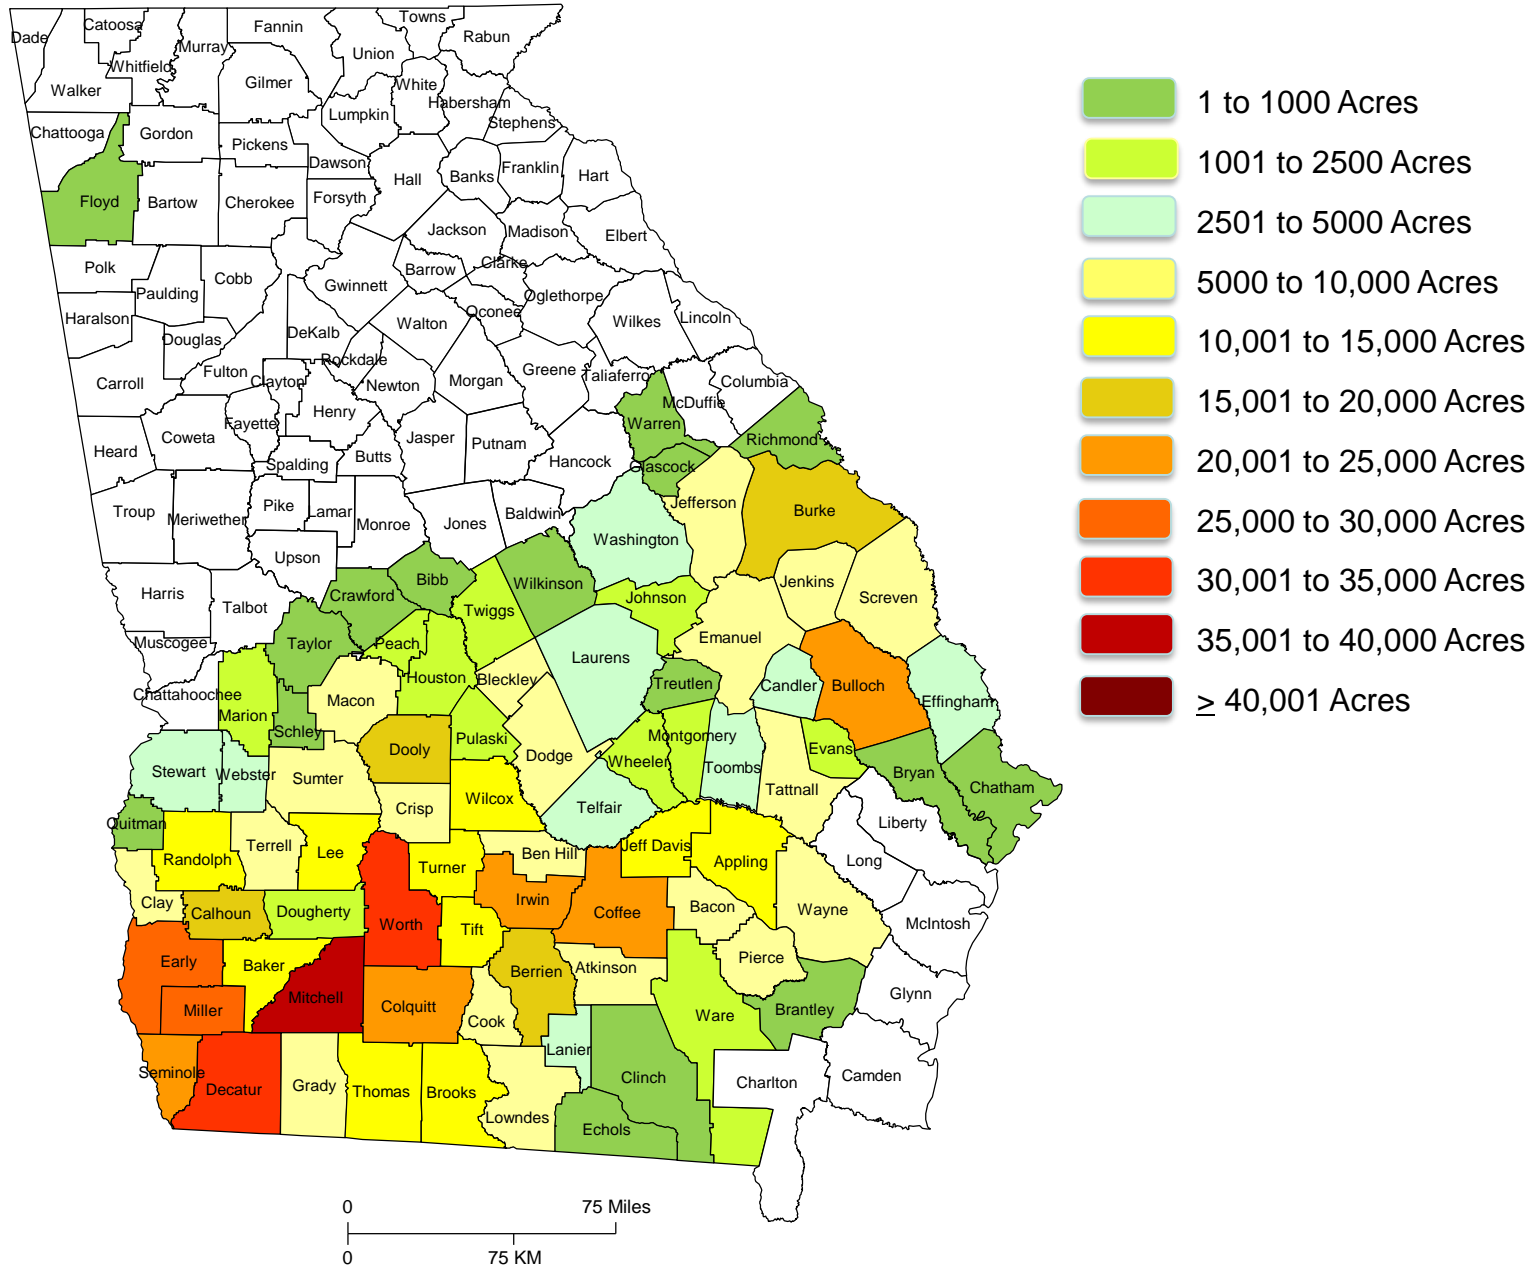 Dade
Catoosa
Fannin
Towns
Rabun
Murray
Union
Whitfield
Walker
Gilmer
White
Habersham
Lumpkin
Stephens
Chattooga
Gordon
Pickens
Dawson
Hall
Banks
Franklin
Hart
Floyd
Bartow
Cherokee
Forsyth
Jackson
Madison
Elbert
Polk
Paulding
Cobb
Gwinnett
Barrow
Clarke
Oglethorpe
Haralson
Douglas
DeKalb
Walton
Oconee
Wilkes
Lincoln
Carroll
Fulton
Clayton
Rockdale
Newton
Morgan
Greene
Taliaferro
Columbia
McDuffie
Heard
Coweta
Fayette
Henry
Jasper
Putnam
Warren
Richmond
Spalding
Butts
Hancock
Glascock
Troup
Meriwether
Pike
Lamar
Monroe
Jones
Baldwin
Jefferson
Burke
Upson
Washington
Harris
Talbot
Crawford
Bibb
Twiggs
Wilkinson
Johnson
Jenkins
Screven
Muscogee
Taylor
Peach
Houston
Bleckley
Laurens
Emanuel
Chattahoochee
Marion
Schley
Macon
Treutlen
Candler
Bulloch
Effingham
Stewart
Webster
Sumter
Dooly
Pulaski
Dodge
Wheeler
Montgomery
Toombs
Evans
Tattnall
Bryan
Chatham
Quitman
Randolph
Terrell
Lee
Crisp
Wilcox
Telfair
Turner
Ben Hill
Jeff Davis
Appling
Liberty
Long
Clay
Calhoun
Dougherty
Worth
Tift
Irwin
Coffee
Bacon
Wayne
McIntosh
Early
Baker
Mitchell
Berrien
Atkinson
Pierce
Miller
Colquitt
Cook
Ware
Brantley
Glynn
Seminole
Decatur
Grady
Thomas
Brooks
Lowndes
Lanier
Clinch
Echols
Charlton
Camden
1 to 1000 Acres
1001 to 2500 Acres
2501 to 5000 Acres
5000 to 10,000 Acres
10,001 to 15,000 Acres
15,001 to 20,000 Acres
20,001 to 25,000 Acres
25,000 to 30,000 Acres
30,001 to 35,000 Acres
35,001 to 40,000 Acres
≥ 40,001 Acres
0 75 Miles
0 75 KM